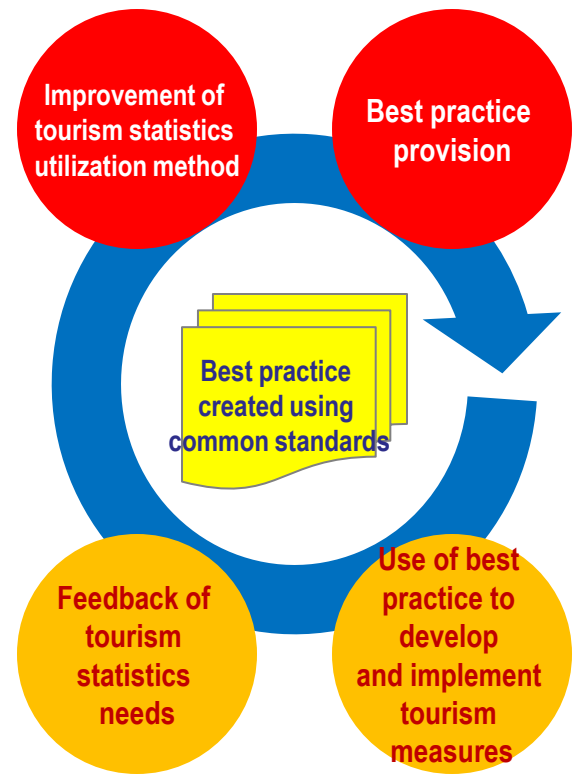 Improvement of
tourism statistics
utilization method
Best practice
provision
Best practice
created using
common standards
Feedback of
tourism
statistics
needs
Use of best
practice to
develop
and implement
tourism
measures